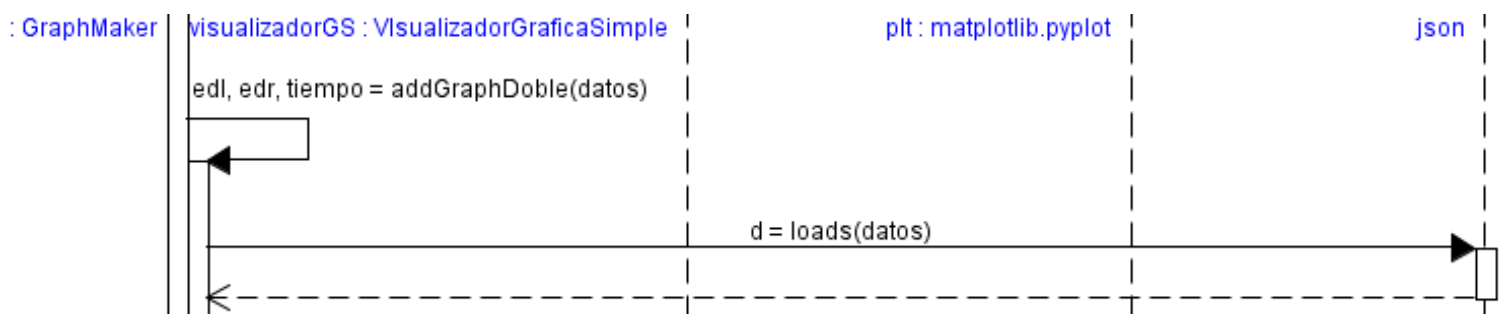 : GraphMaker
visualizadorGS : VIsualizadorGraficaSimple
plt : matplotlib.pyplot
json
edl, edr, tiempo = addGraphDoble(datos)
d = loads(datos)